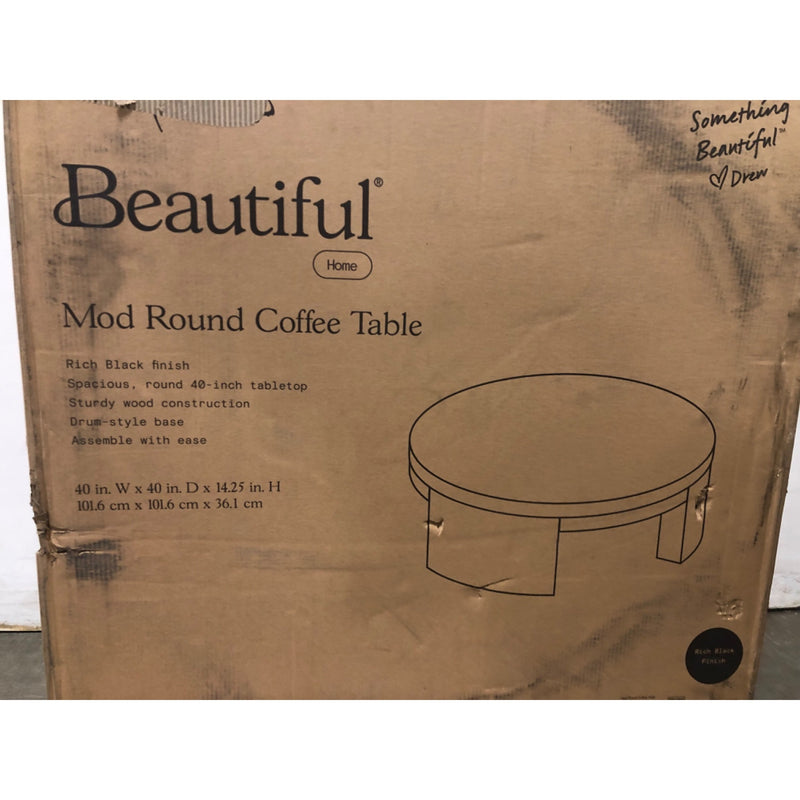 Something
Beautiful™
♡ Drew
Beautiful®
Home
Mod Round Coffee Table
Rich Black finish
Spacious, round 40-inch tabletop
Sturdy wood construction
Drum-style base
Assemble with ease
40 in. W x 40 in. D x 14.25 in. H
101.6 cm x 101.6 cm x 36.1 cm
Rich Black
Finish